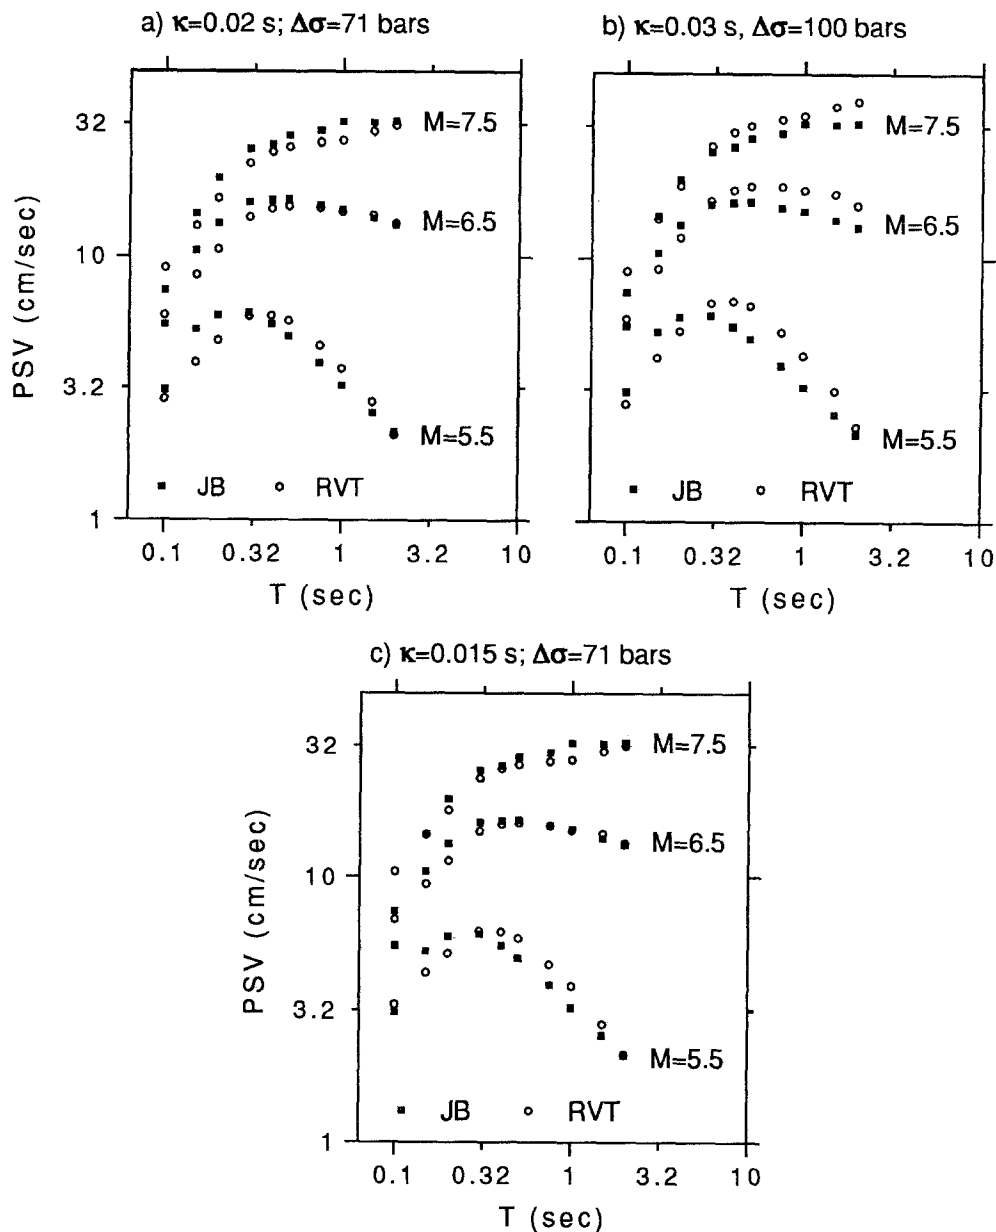 a) κ=0.02 s; Δσ=71 bars
PSV (cm/sec)
32
10
3.2
1
M=7.5
M=6.5
M=5.5
JB RVT
0.1 0.32 1 3.2 10
T (sec)
b) κ=0.03 s, Δσ=100 bars
M=7.5
M=6.5
M=5.5
JB RVT
0.1 0.32 1 3.2 10
T (sec)
c) κ=0.015 s; Δσ=71 bars
PSV (cm/sec)
32
10
3.2
1
M=7.5
M=6.5
M=5.5
JB RVT
0.1 0.32 1 3.2 10
T (sec)